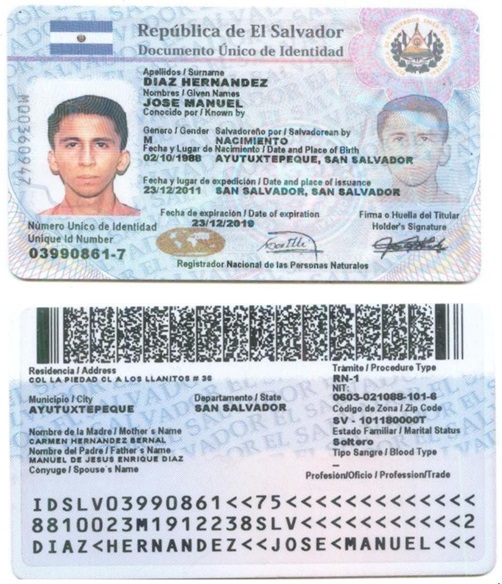 República de El Salvador
Documento Único de Identidad
Apellidos / Surname
DIAZ HERNANDEZ
Nombres / Given Names
JOSE MANUEL
Conocido por / Known by
Género / Gender Salvadoreño por / Salvadorean by
M NACIMIENTO
Fecha y Lugar de Nacimiento / Date and Place of Birth
02/10/1988 AYUTUXTEPEQUE, SAN SALVADOR
Fecha y lugar de expedición / Date and place of issuance
23/12/2011 SAN SALVADOR, SAN SALVADOR
Fecha de expiración / Date of expiration
23/12/2019
Número Único de Identidad
Unique Id Number
03990861-7
Firma o Huella del Titular
Holder's Signature
Registrador Nacional de las Personas Naturales
Residencia / Address
COL LA PIEDAD CL A LOS LLANITOS # 36
Municipio / City
AYUTUXTEPEQUE
Departamento / State
SAN SALVADOR
Nombre de la Madre / Mother´s Name
CARMEN HERNANDEZ BERNAL
Nombre del Padre / Father´s Name
MANUEL DE JESUS ENRIQUE DIAZ
Cónyuge / Spouse´s Name
Trámite / Procedure Type
RN-1
NIT:
0603-021088-101-6
Código de Zona / Zip Code
SV - 101180000T
Estado Familiar / Marital Status
Soltero
Tipo Sangre / Blood Type
--
Profesión/Oficio / Profession/Trade
IDSLV03990861<<75<<<<<<<<<<<<<
8810023M1912238SLV<<<<<<<<<<<2
DIAZ<HERNANDEZ<<JOSE<MANUEL<<<